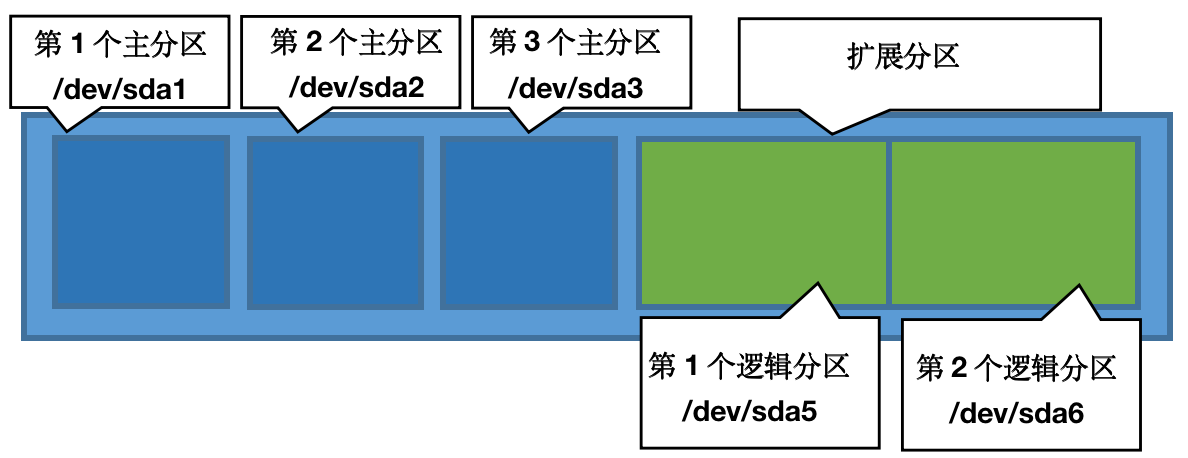 第 1 个主分区
/dev/sda1
第 2 个主分区
/dev/sda2
第 3 个主分区
/dev/sda3
扩展分区
第 1 个逻辑分区
/dev/sda5
第 2 个逻辑分区
/dev/sda6